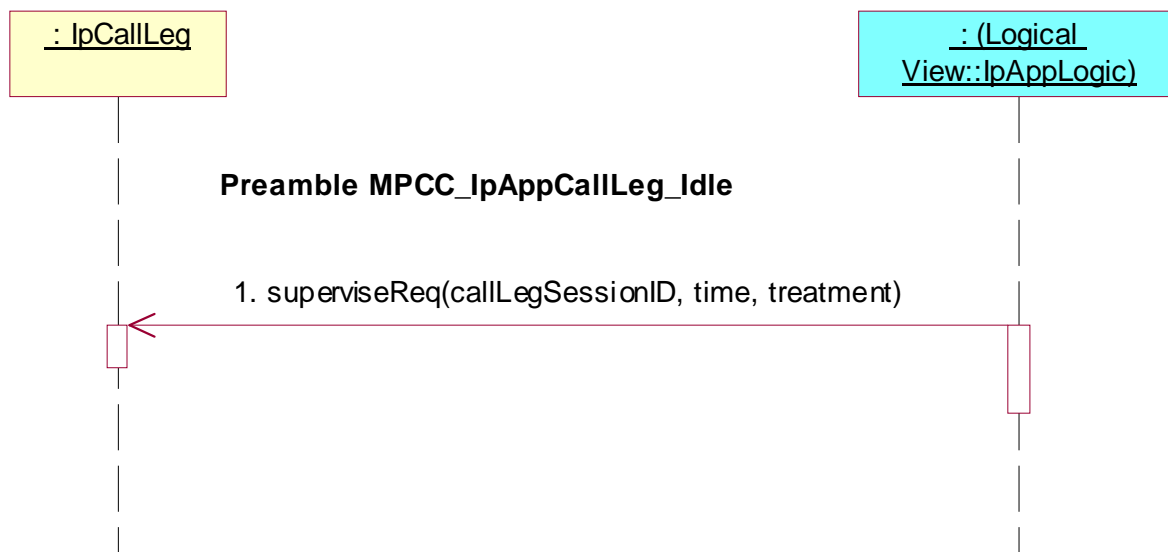 : IpCallLeg
: (Logical
View::IpAppLogic)
Preamble MPCC_IpAppCallLeg_Idle
1. superviseReq(callLegSessionID, time, treatment)